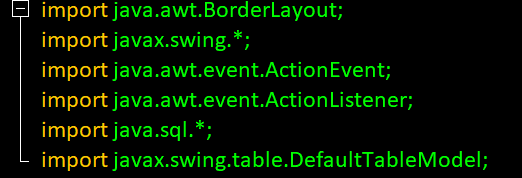 import java.awt.BorderLayout;
import javax.swing.*;
import java.awt.event.ActionEvent;
import java.awt.event.ActionListener;
import java.sql.*;
import javax.swing.table.DefaultTableModel;